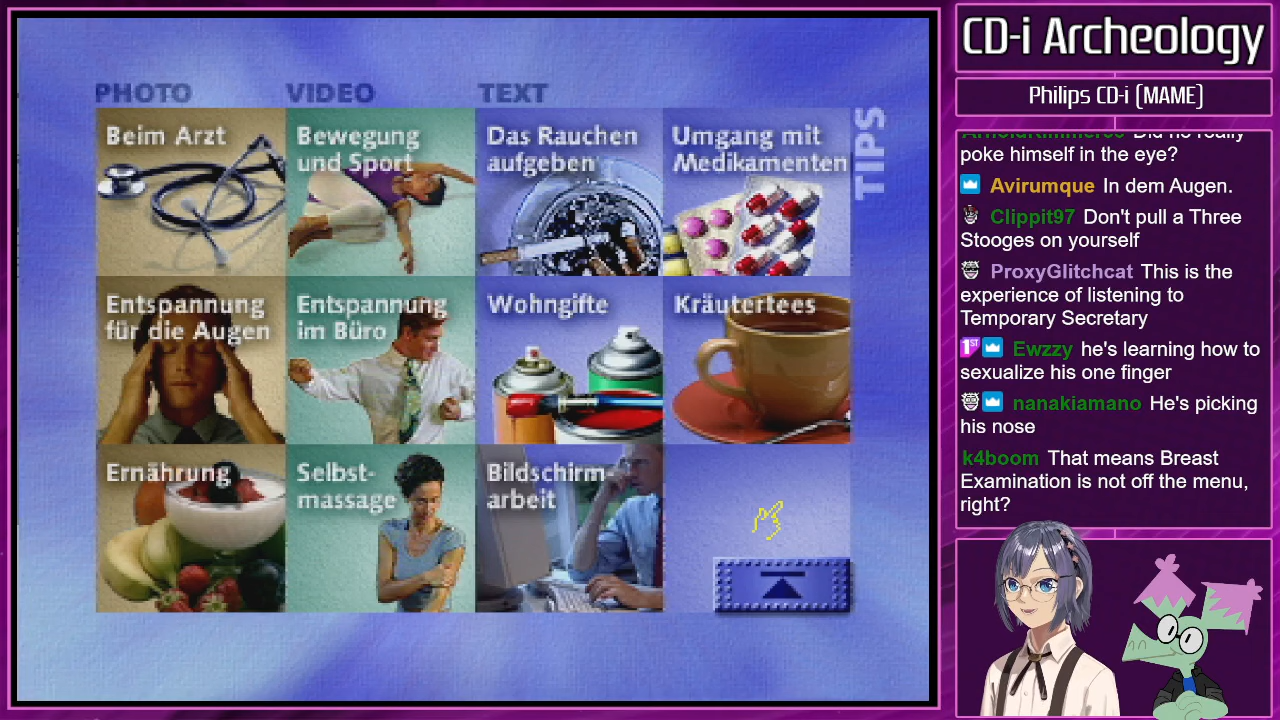 PHOTO VIDEO TEXT
TIPS
Beim Arzt
Bewegung
und Sport
Das Rauchen
aufgeben
Umgang mit
Medikamenten
Entspannung
für die Augen
Entspannung
im Büro
Wohngifte
Kräutertees
Ernährung
Selbst-
massage
Bildschirm-
arbeit
CD-i Archeology
Philips CD-i [MAME]
Did he really
poke himself in the eye?
Avirumque In dem Augen.
Clippit97 Don't pull a Three
Stooges on yourself
ProxyGlitchcat This is the
experience of listening to
Temporary Secretary
1ST Ewzzy he's learning how to
sexualize his one finger
nanakiamano He's picking
his nose
k4boom That means Breast
Examination is not off the menu,
right?